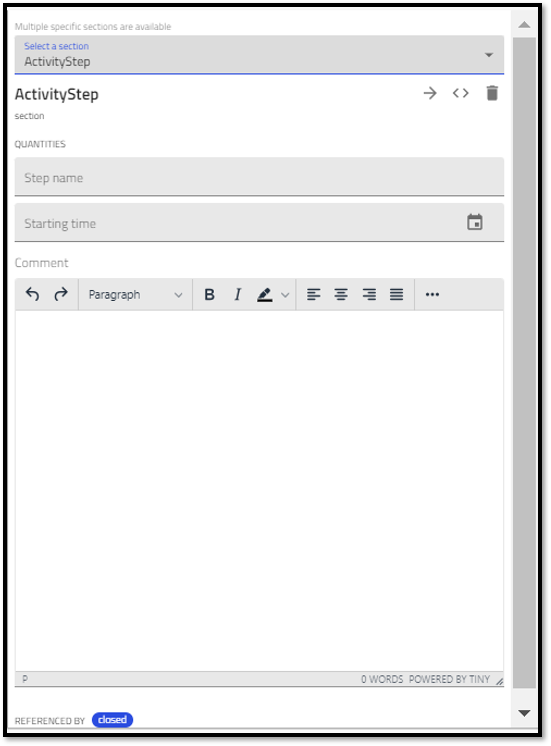 Multiple specific sections are available
Select a section
ActivityStep
ActivityStep
section
QUANTITIES
Step name
Starting time
Comment
Paragraph B I
P 0 WORDS POWERED BY TINY
REFERENCED BY closed